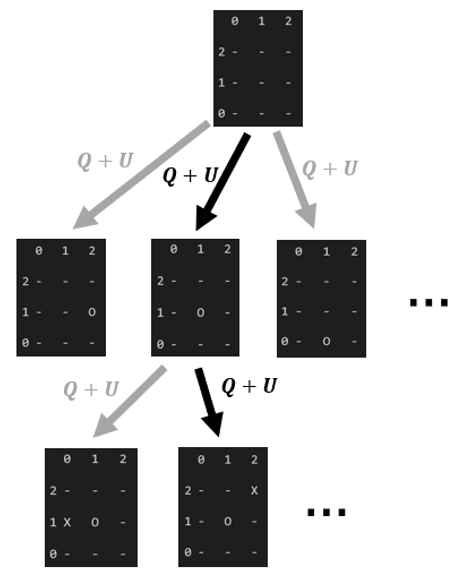 0 1 2
2 - - -
1 - - -
0 - - -
Q + U
Q + U
Q + U
0 1 2
2 - - -
1 - - O
0 - - -
0 1 2
2 - - -
1 - O -
0 - - -
0 1 2
2 - - -
1 - - -
0 - O -
...
Q + U
Q + U
0 1 2
2 - - -
1 X O -
0 - - -
0 1 2
2 - - X
1 - O -
0 - - -
...